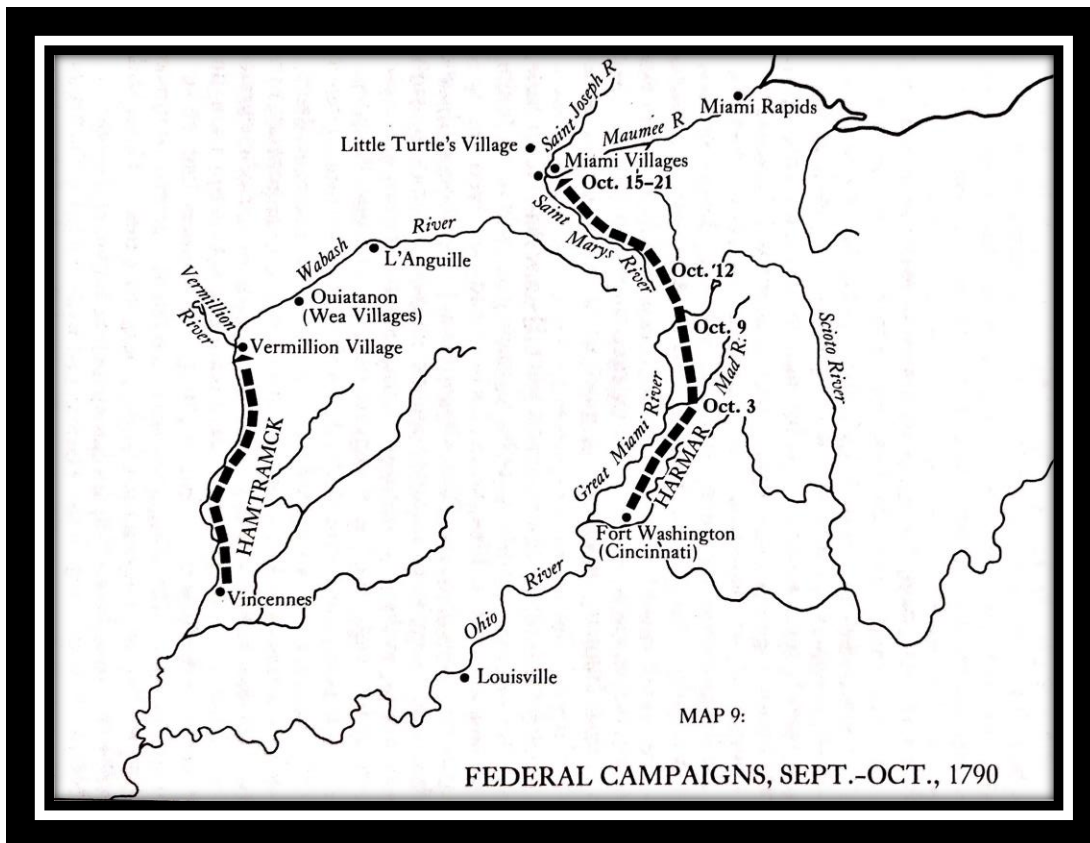 Saint Joseph R
Miami Rapids
Maumee R
Little Turtle's Village
Miami Villages
Oct. 15-21
Saint Marys River
Wabash River
L'Anguille
Oct. 12
Vermillion River
Ouiatanon
(Wea Villages)
Oct. 9
Scioto River
Vermillion Village
Mad R.
Oct. 3
Great Miami River
HARMAR
HAMTRAMCK
Fort Washington
(Cincinnati)
Vincennes
Ohio River
Louisville
MAP 9:
FEDERAL CAMPAIGNS, SEPT.-OCT., 1790